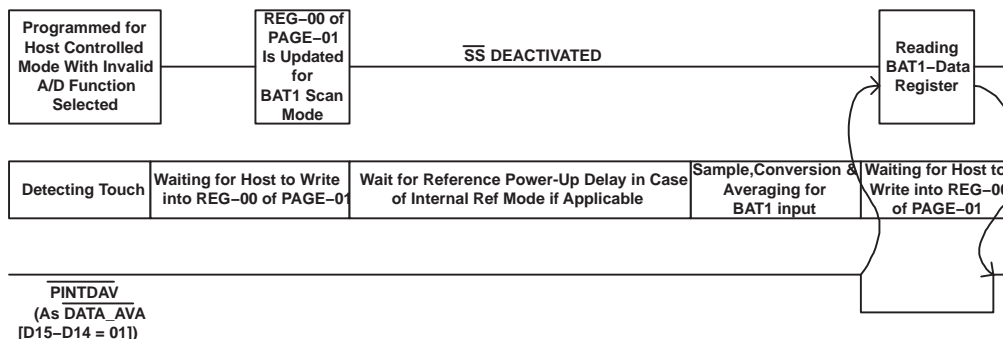 Programmed for
Host Controlled
Mode With Invalid
A/D Function
Selected
REG–00 of
PAGE–01
Is Updated
for
BAT1 Scan
Mode
SS DEACTIVATED
Reading
BAT1–Data
Register
Detecting Touch
Waiting for Host to Write
into REG–00 of PAGE–01
Wait for Reference Power-Up Delay in Case
of Internal Ref Mode if Applicable
Sample,Conversion &
Averaging for
BAT1 input
Waiting for Host to
Write into REG–00
of PAGE–01
PINTDAV
(As DATA_AVA
[D15–D14 = 01])